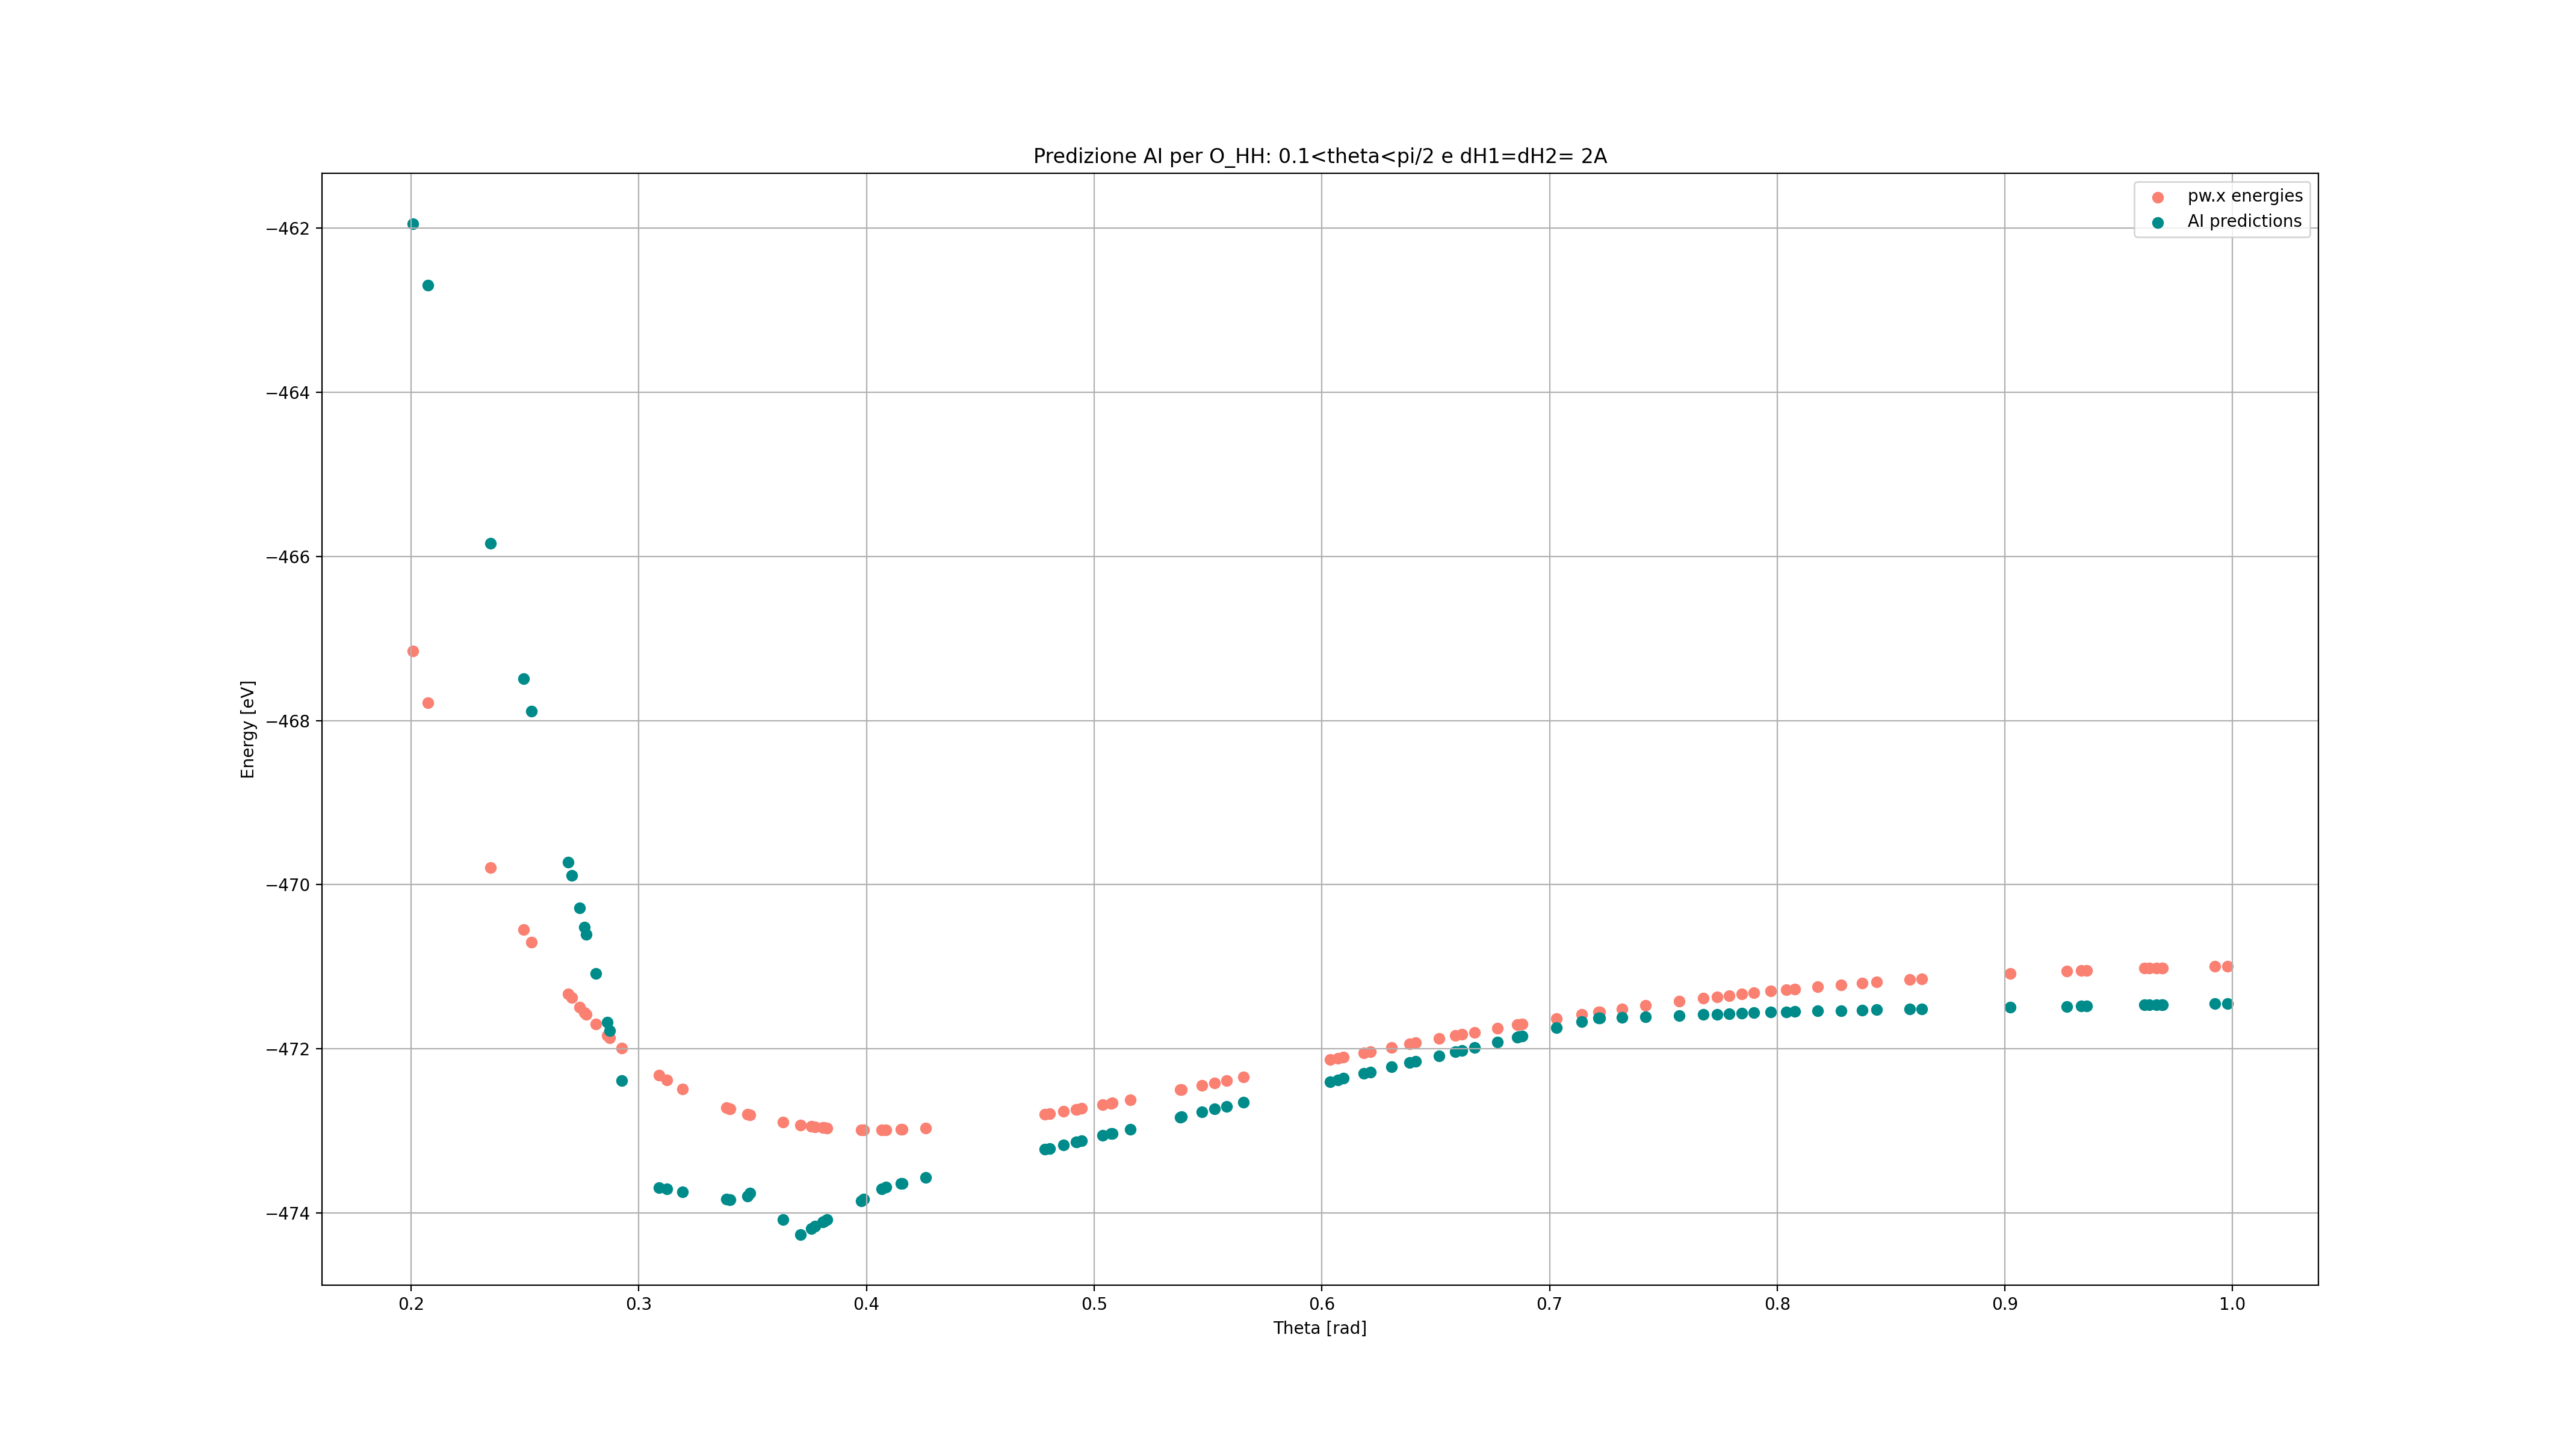 Predizione AI per O_HH: 0.1<theta<pi/2 e dH1=dH2= 2A
pw.x energies
AI predictions
−462
−464
−466
−468
−470
−472
−474
Energy [eV]
0.2 0.3 0.4 0.5 0.6 0.7 0.8 0.9 1.0
Theta [rad]